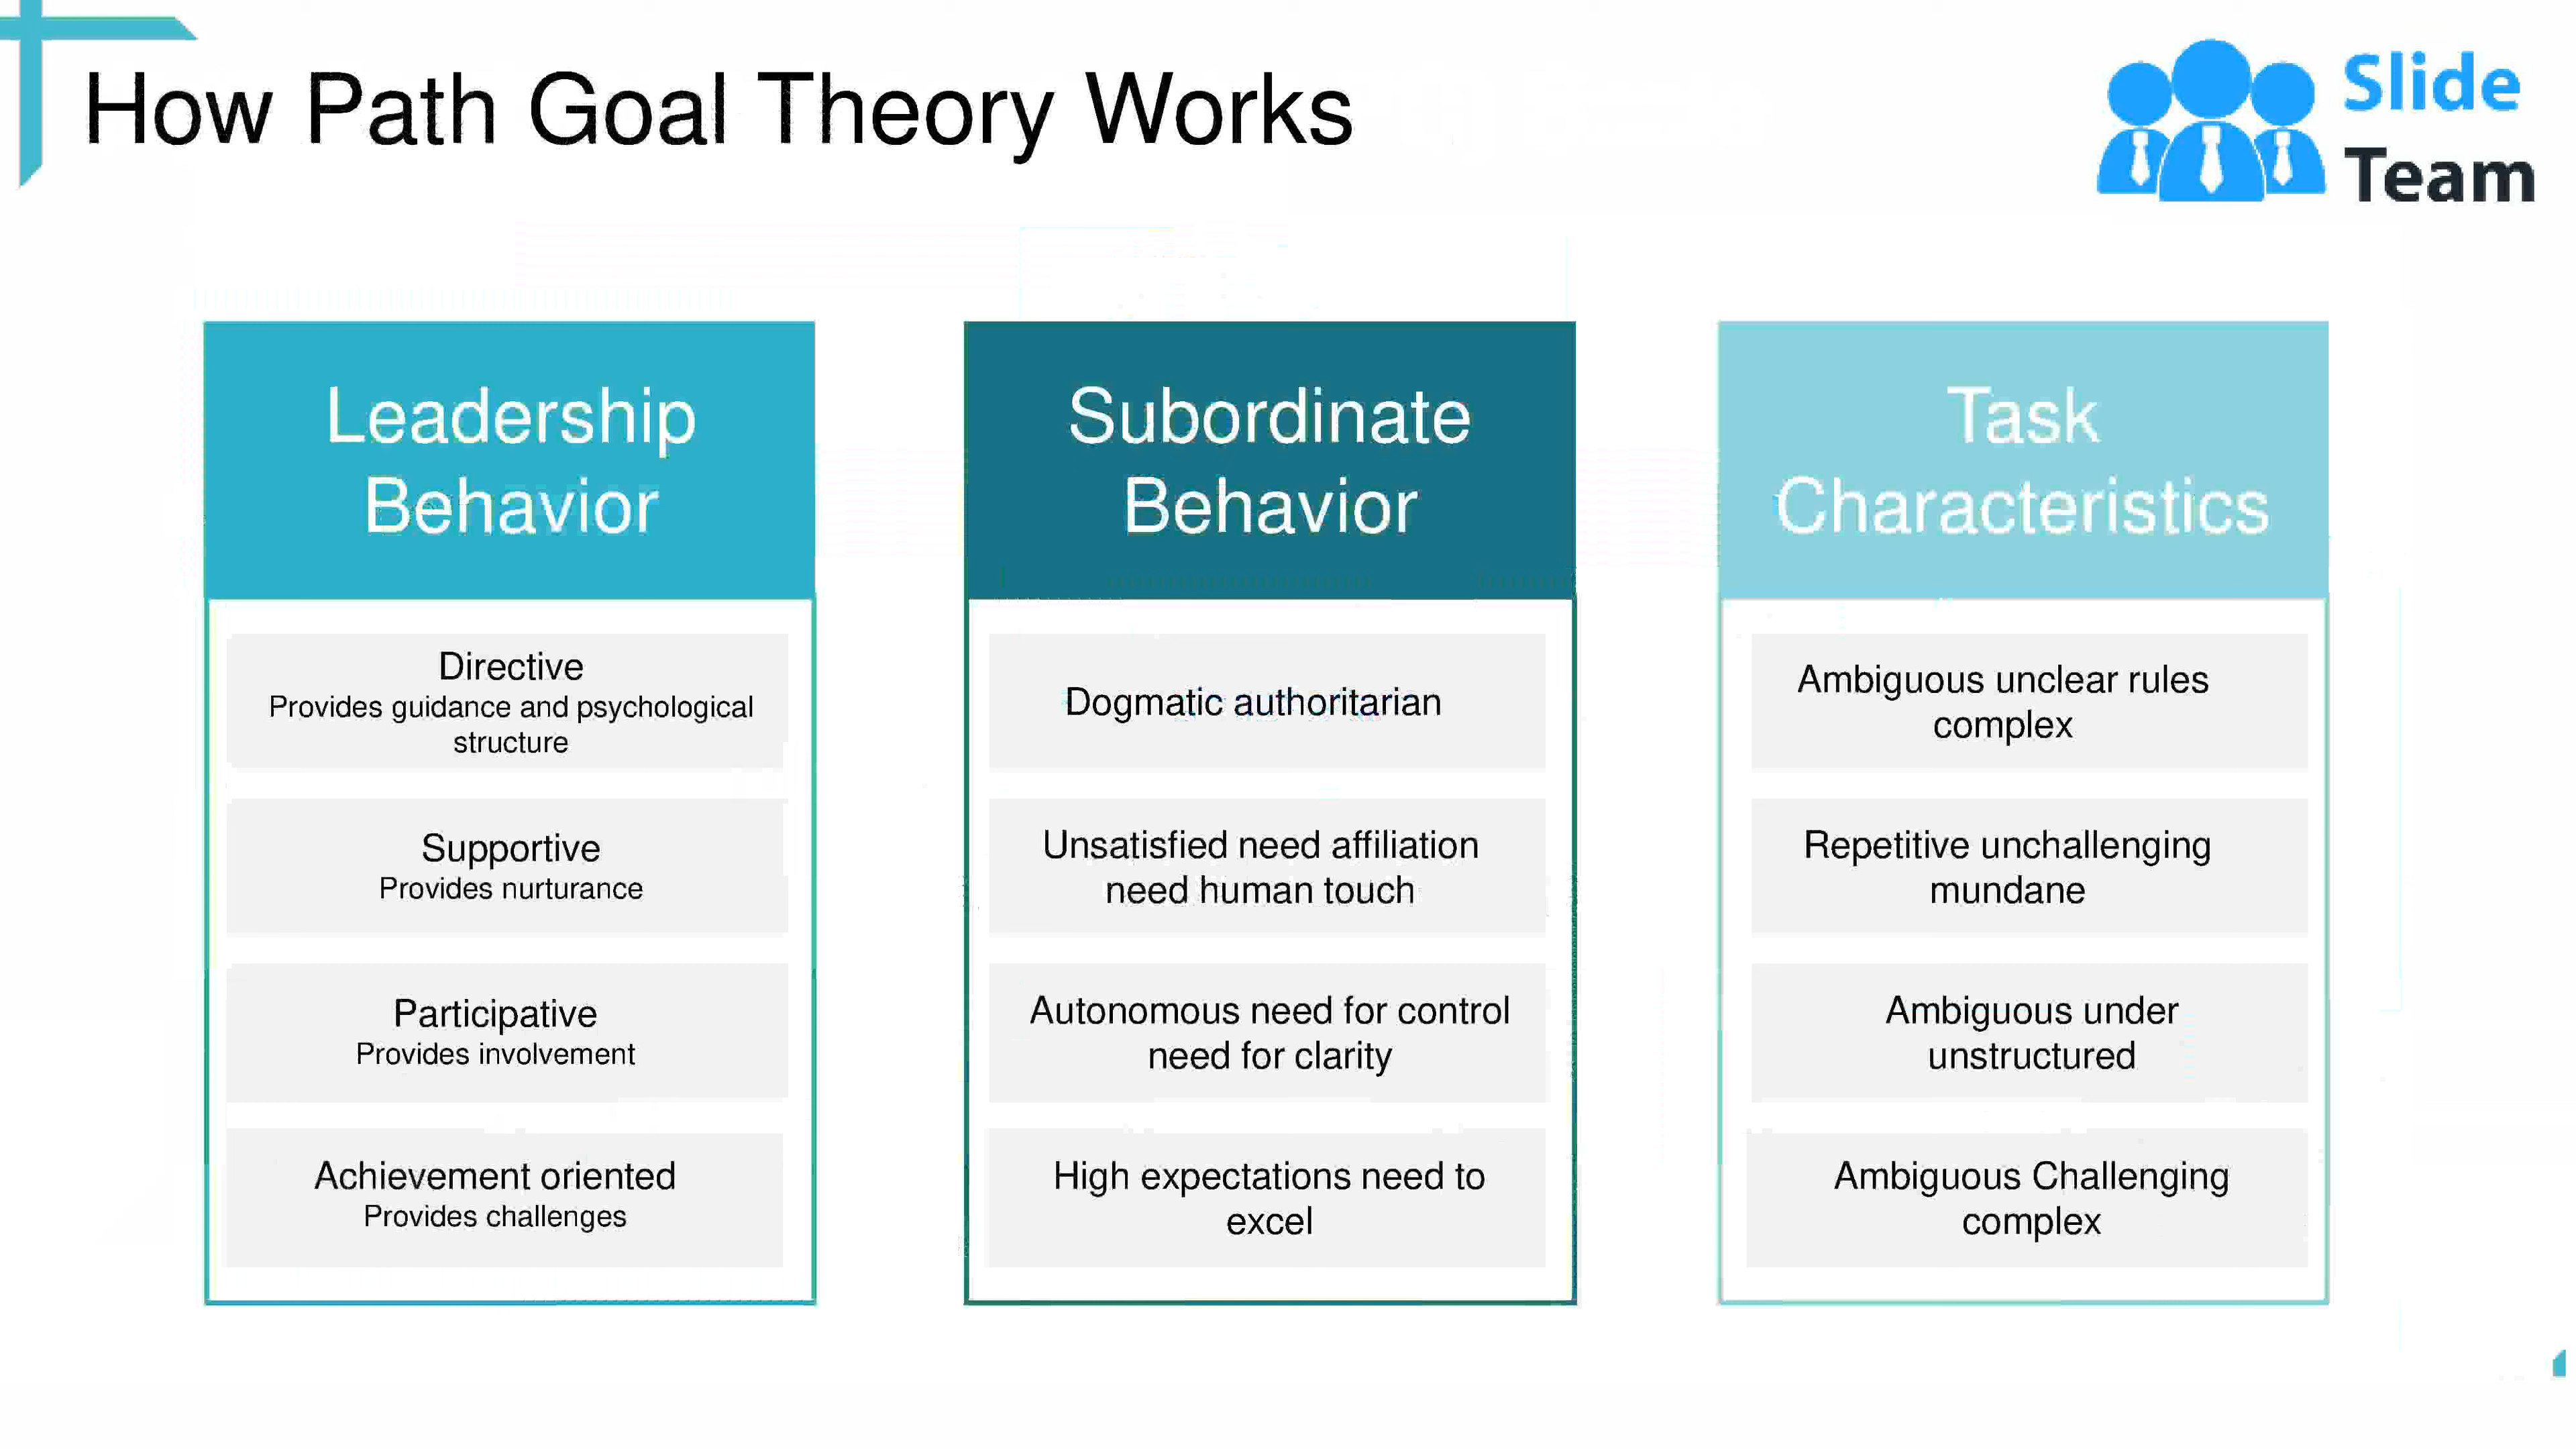 How Path Goal Theory Works
Slide
Team
Leadership
Behavior
Directive
Provides guidance and psychological
structure
Supportive
Provides nurturance
Participative
Provides involvement
Achievement oriented
Provides challenges
Subordinate
Behavior
Dogmatic authoritarian
Unsatisfied need affiliation
need human touch
Autonomous need for control
need for clarity
High expectations need to
excel
Task
Characteristics
Ambiguous unclear rules
complex
Repetitive unchallenging
mundane
Ambiguous under
unstructured
Ambiguous Challenging
complex